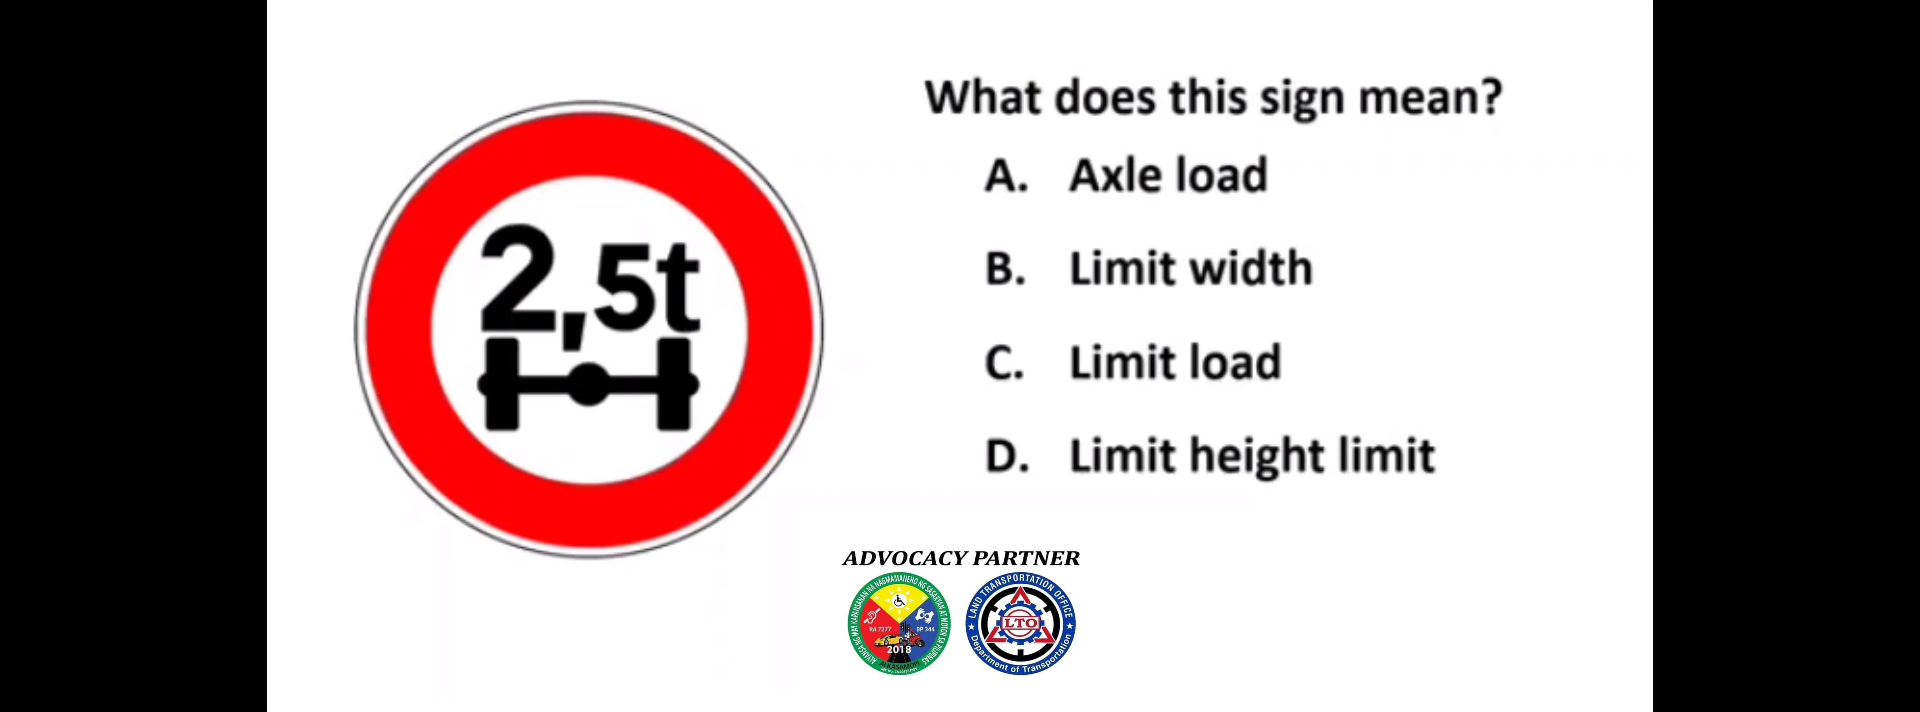 What does this sign mean?
A. Axle load
B. Limit width
C. Limit load
D. Limit height limit
2,5t
ADVOCACY PARTNER
RA 7277
BP 344
2018
LAND TRANSPORTATION OFFICE
LTO
Department of Transportation